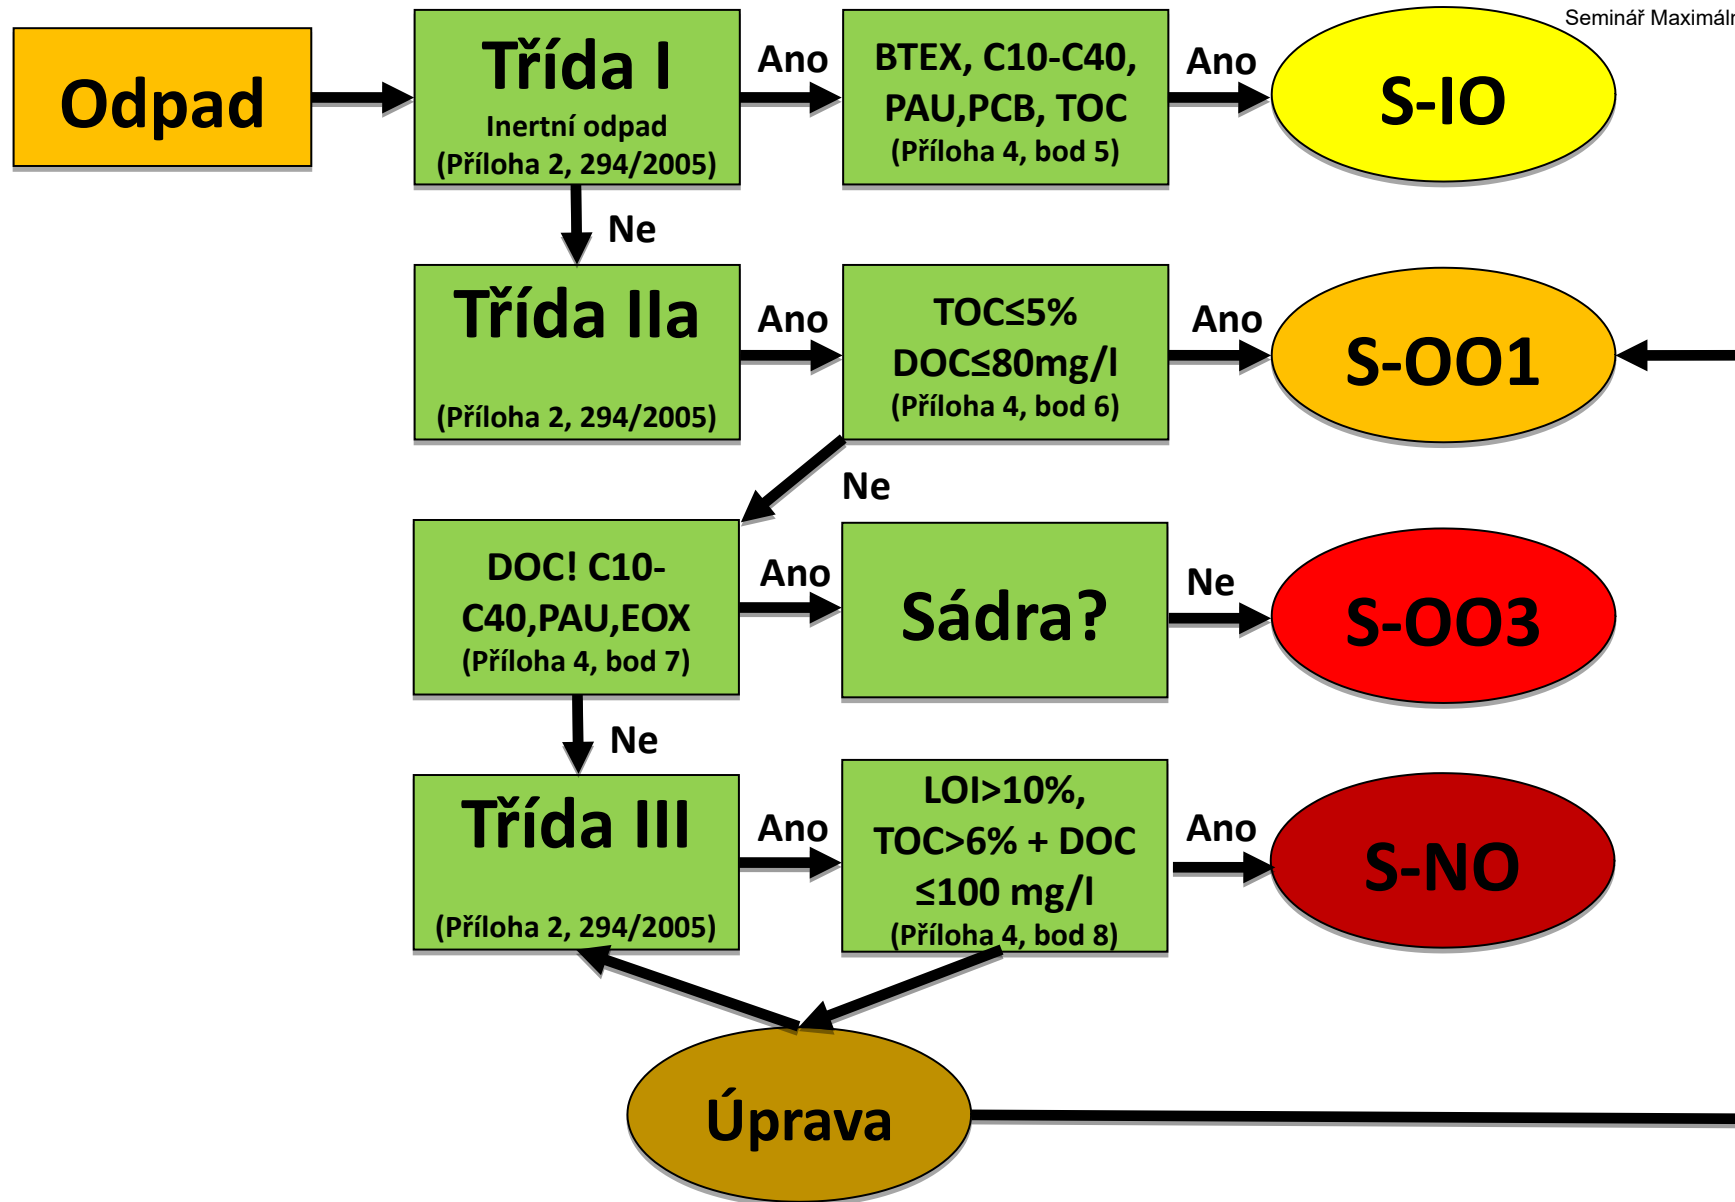 Seminář Maximáln
Odpad
Třída I
Inertní odpad
(Příloha 2, 294/2005)
Ano
BTEX, C10-C40,
PAU,PCB, TOC
(Příloha 4, bod 5)
Ano
S-IO
Ne
Třída IIa
(Příloha 2, 294/2005)
Ano
TOC≤5%
DOC≤80mg/l
(Příloha 4, bod 6)
Ano
S-OO1
Ne
DOC! C10-
C40,PAU,EOX
(Příloha 4, bod 7)
Ano
Sádra?
Ne
S-OO3
Ne
Třída III
(Příloha 2, 294/2005)
Ano
LOI>10%,
TOC>6% + DOC
≤100 mg/l
(Příloha 4, bod 8)
Ano
S-NO
Úprava